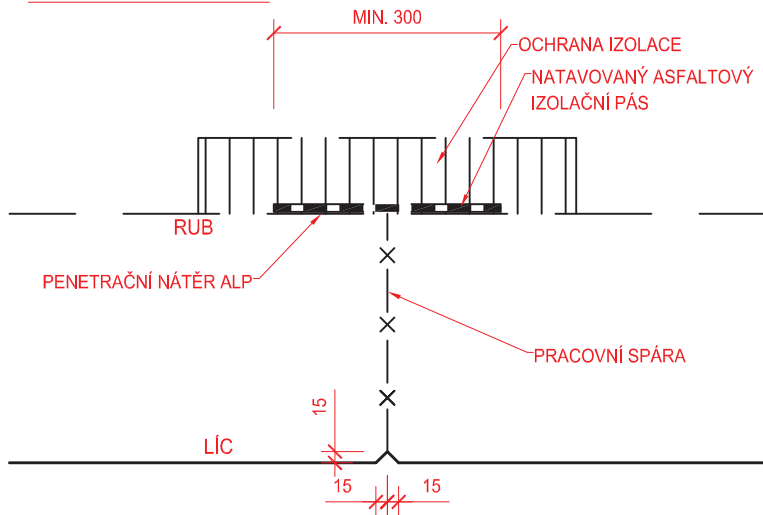 MIN. 300
OCHRANA IZOLACE
NATAVOVANÝ ASFALTOVÝ
IZOLAČNÍ PÁS
RUB
PENETRAČNÍ NÁTĚR ALP
PRACOVNÍ SPÁRA
15
LÍC
15
15